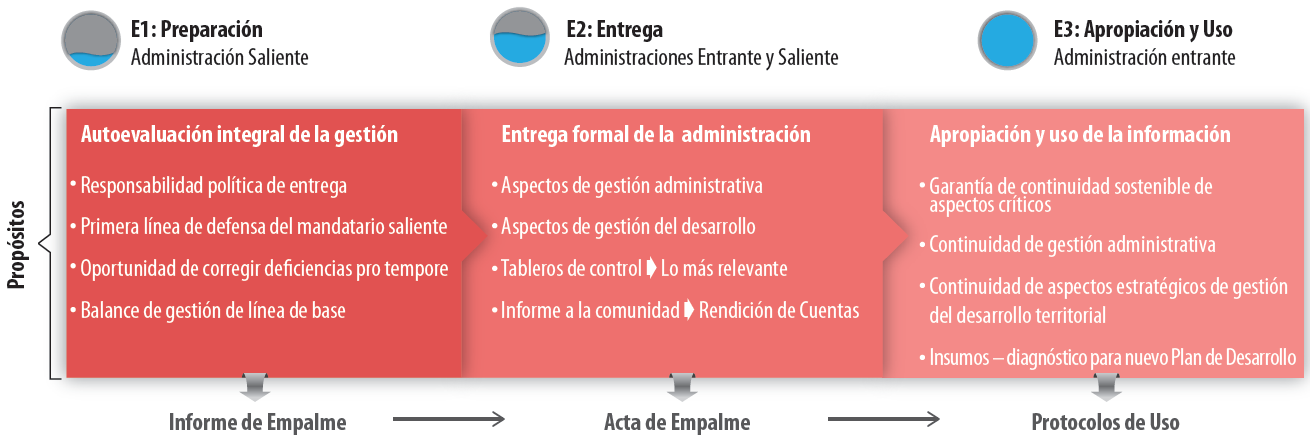 E1: Preparación
Administración Saliente
E2: Entrega
Administraciones Entrante y Saliente
E3: Apropiación y Uso
Administración entrante
Propósitos
Autoevaluación integral de la gestión
• Responsabilidad política de entrega
• Primera línea de defensa del mandatario saliente
• Oportunidad de corregir deficiencias pro tempore
• Balance de gestión de línea de base
Entrega formal de la administración
• Aspectos de gestión administrativa
• Aspectos de gestión del desarrollo
• Tableros de control Lo más relevante
• Informe a la comunidad Rendición de Cuentas
Apropiación y uso de la información
• Garantía de continuidad sostenible de
aspectos críticos
• Continuidad de gestión administrativa
• Continuidad de aspectos estratégicos de gestión
del desarrollo territorial
• Insumos – diagnóstico para nuevo Plan de Desarrollo
Informe de Empalme
Acta de Empalme
Protocolos de Uso